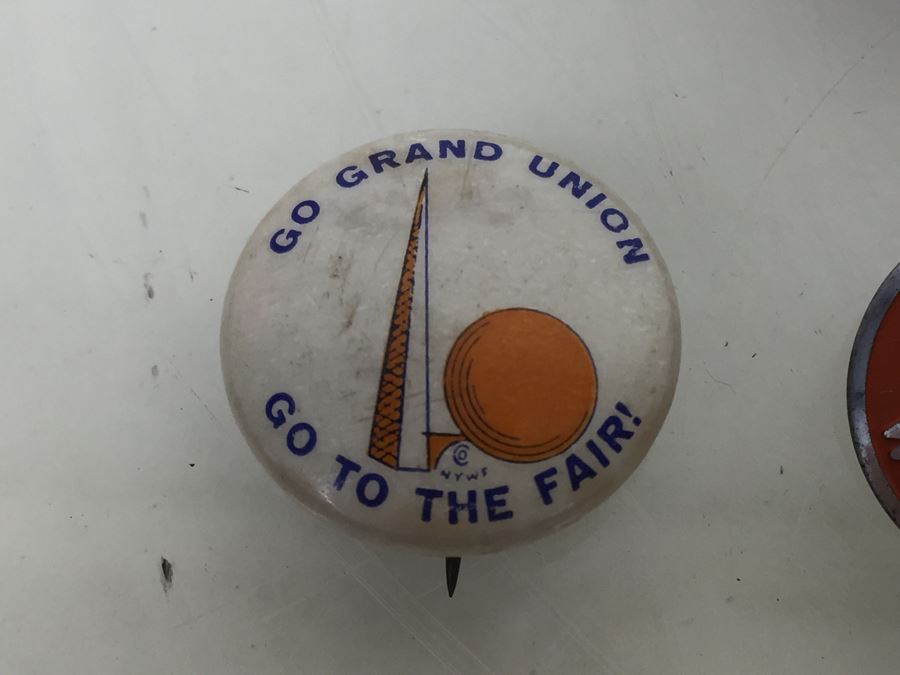 GO GRAND UNION
©
NYWF
GO TO THE FAIR!